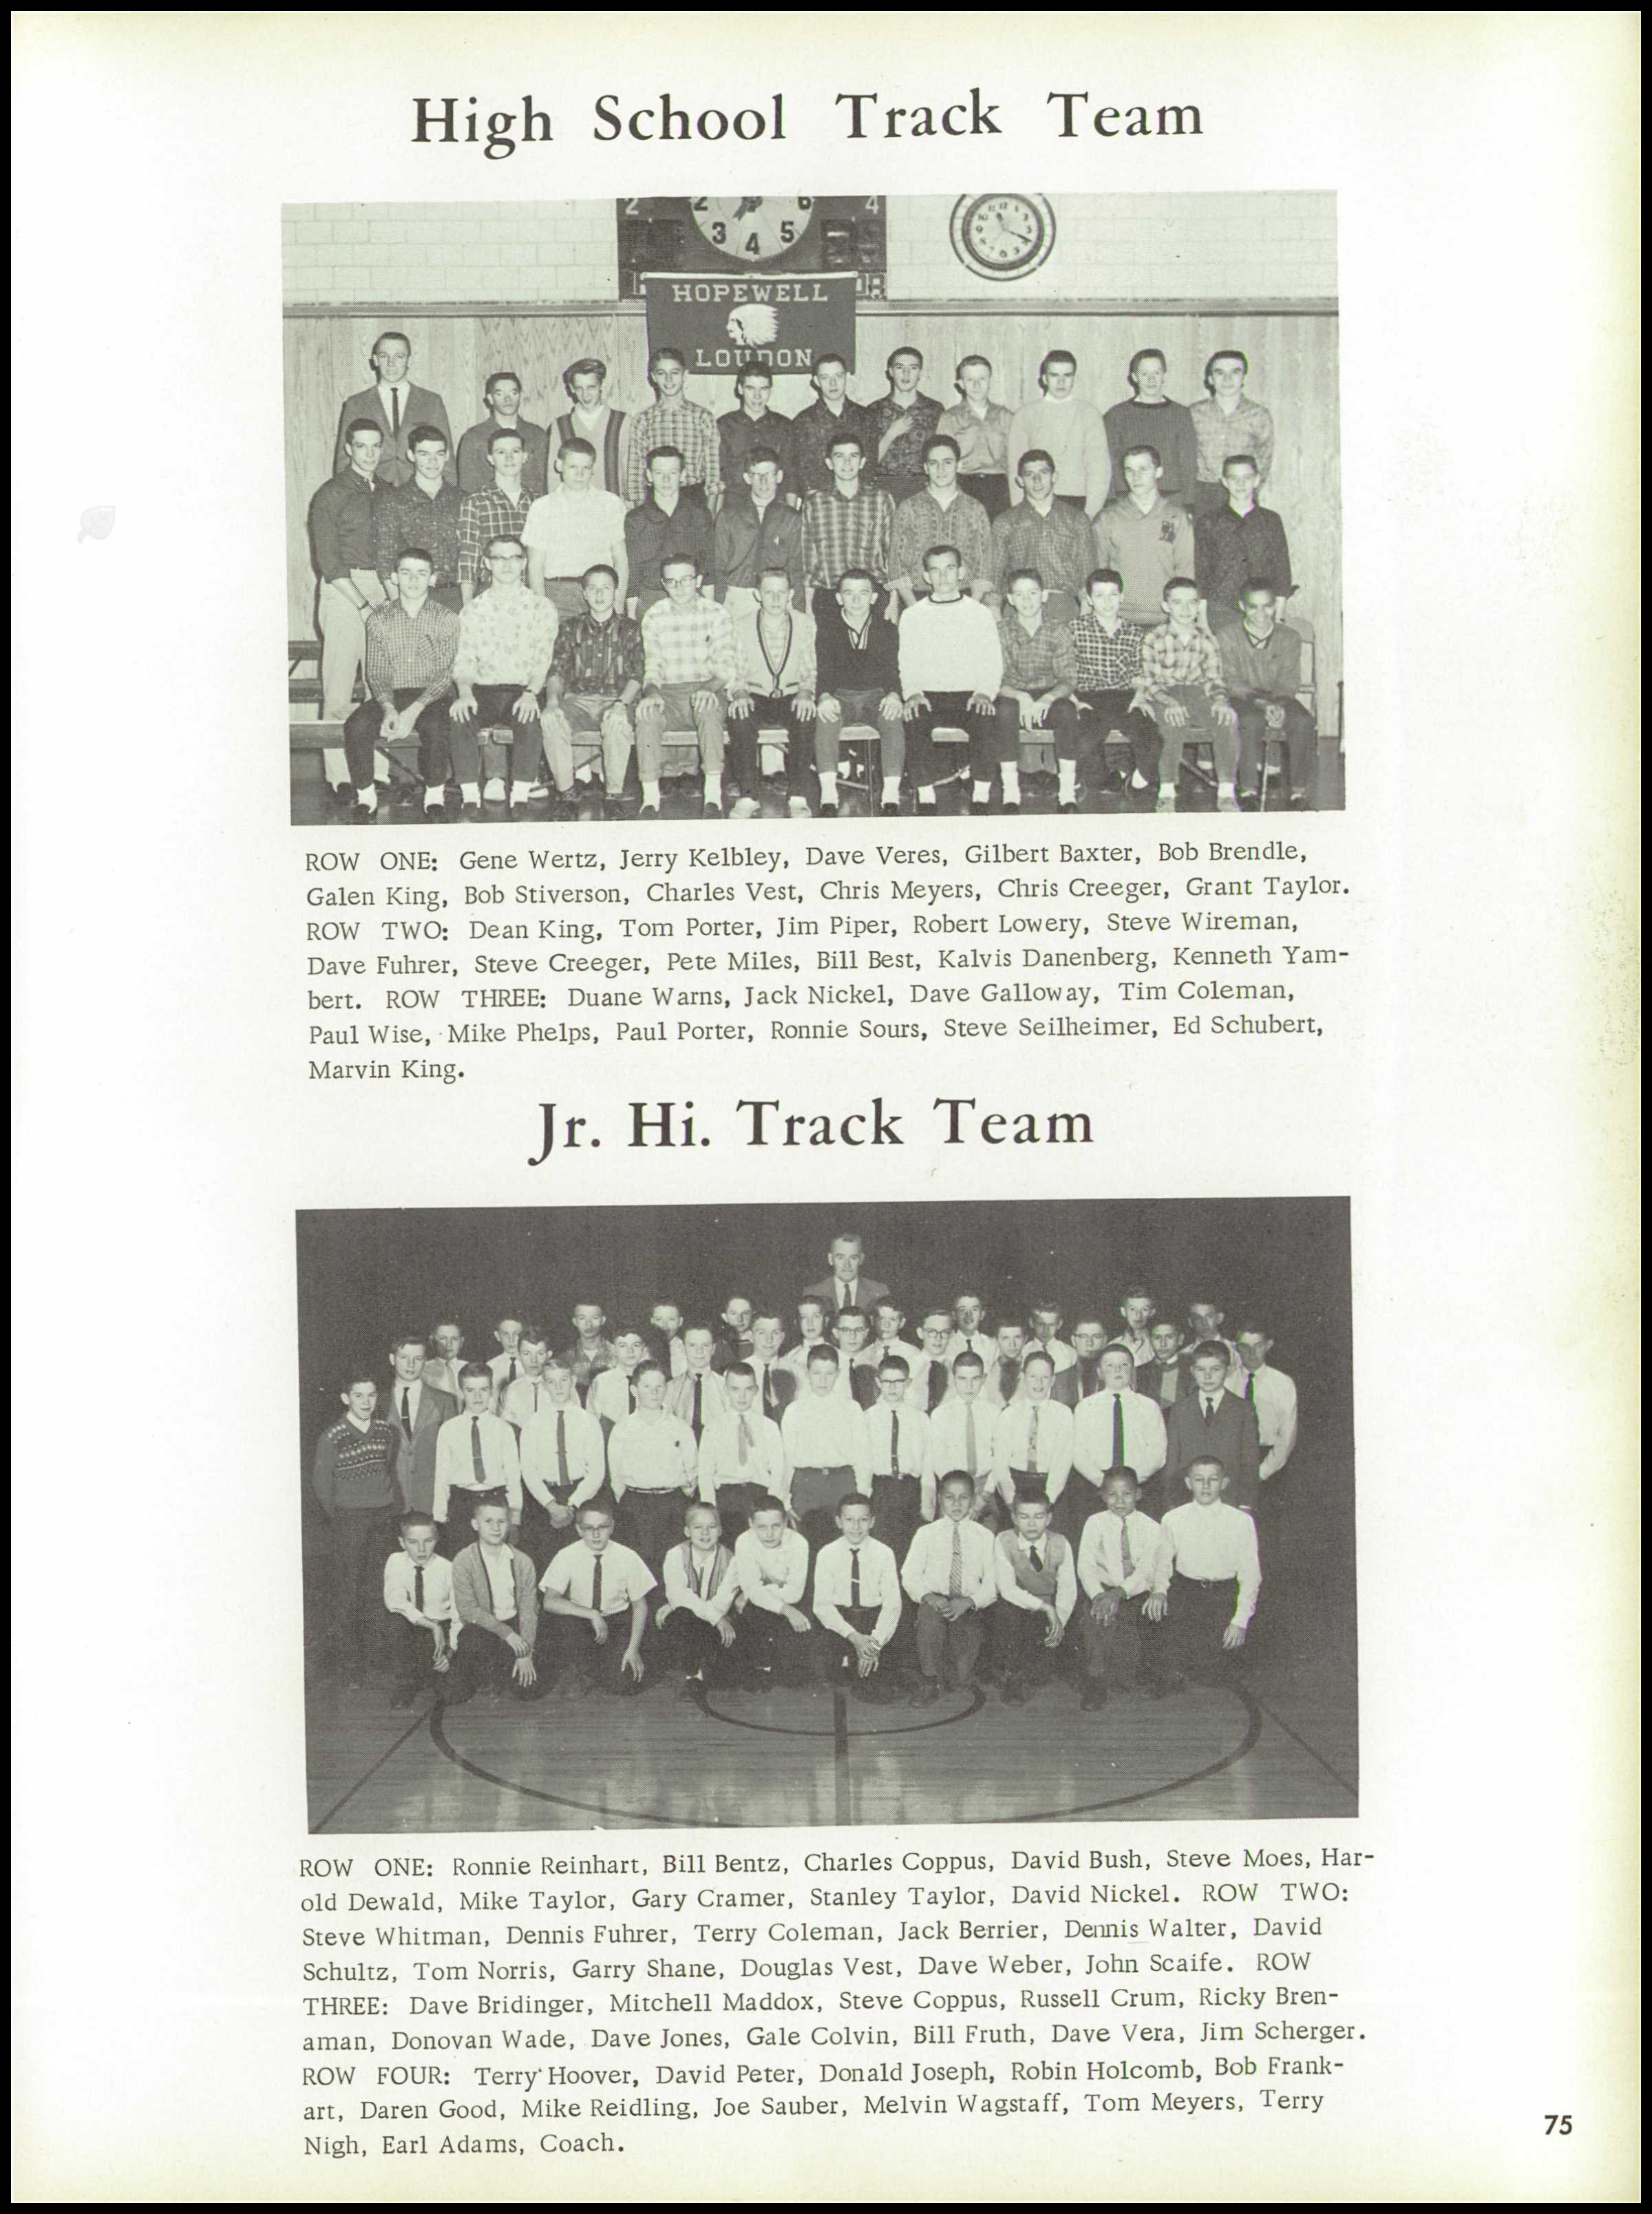 High School Track Team
2 2 6 4
3 4 5
HOPEWELL
LOUDON
ROW ONE: Gene Wertz, Jerry Kelbley, Dave Veres, Gilbert Baxter, Bob Brendle,
Galen King, Bob Stiverson, Charles Vest, Chris Meyers, Chris Creeger, Grant Taylor.
ROW TWO: Dean King, Tom Porter, Jim Piper, Robert Lowery, Steve Wireman,
Dave Fuhrer, Steve Creeger, Pete Miles, Bill Best, Kalvis Danenberg, Kenneth Yam-
bert. ROW THREE: Duane Warns, Jack Nickel, Dave Galloway, Tim Coleman,
Paul Wise, Mike Phelps, Paul Porter, Ronnie Sours, Steve Seilheimer, Ed Schubert,
Marvin King.
Jr. Hi. Track Team
ROW ONE: Ronnie Reinhart, Bill Bentz, Charles Coppus, David Bush, Steve Moes, Har-
old Dewald, Mike Taylor, Gary Cramer, Stanley Taylor, David Nickel. ROW TWO:
Steve Whitman, Dennis Fuhrer, Terry Coleman, Jack Berrier, Dennis Walter, David
Schultz, Tom Norris, Garry Shane, Douglas Vest, Dave Weber, John Scaife. ROW
THREE: Dave Bridinger, Mitchell Maddox, Steve Coppus, Russell Crum, Ricky Bren-
aman, Donovan Wade, Dave Jones, Gale Colvin, Bill Fruth, Dave Vera, Jim Scherger.
ROW FOUR: Terry Hoover, David Peter, Donald Joseph, Robin Holcomb, Bob Frank-
art, Daren Good, Mike Reidling, Joe Sauber, Melvin Wagstaff, Tom Meyers, Terry
Nigh, Earl Adams, Coach.
75